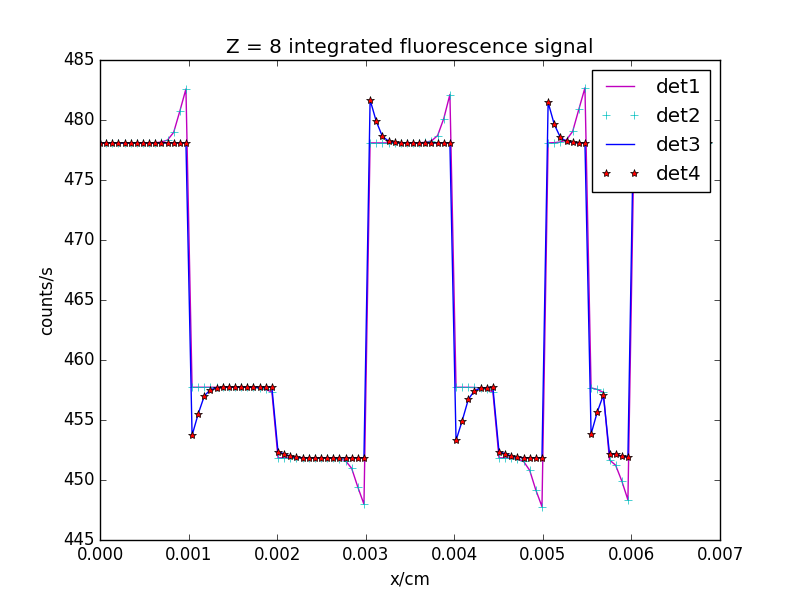 Z = 8 integrated fluorescence signal
485
480
475
470
465
460
455
450
445
counts/s
det1
det2
det3
det4
0.000 0.001 0.002 0.003 0.004 0.005 0.006 0.007
x/cm